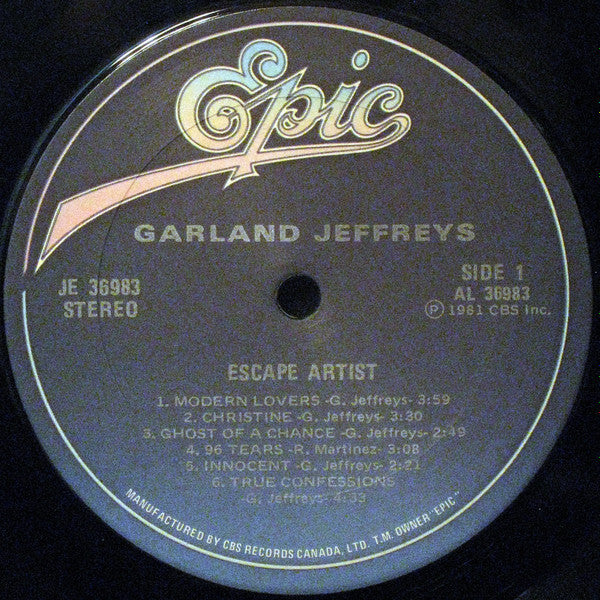 Epic
GARLAND JEFFREYS
JE 36983
STEREO
SIDE 1
AL 36983
Ⓟ 1981 CBS Inc.
ESCAPE ARTIST
1. MODERN LOVERS -G. Jeffreys- 3:59
2. CHRISTINE -G. Jeffreys- 3:30
3. GHOST OF A CHANCE -G. Jeffreys- 2:49
4. 96 TEARS -R. Martinez- 3:08
5. INNOCENT -G. Jeffreys- 2:21
6. TRUE CONFESSIONS
-G. Jeffreys- 4:33
MANUFACTURED BY CBS RECORDS CANADA, LTD. T.M. OWNER "EPIC"